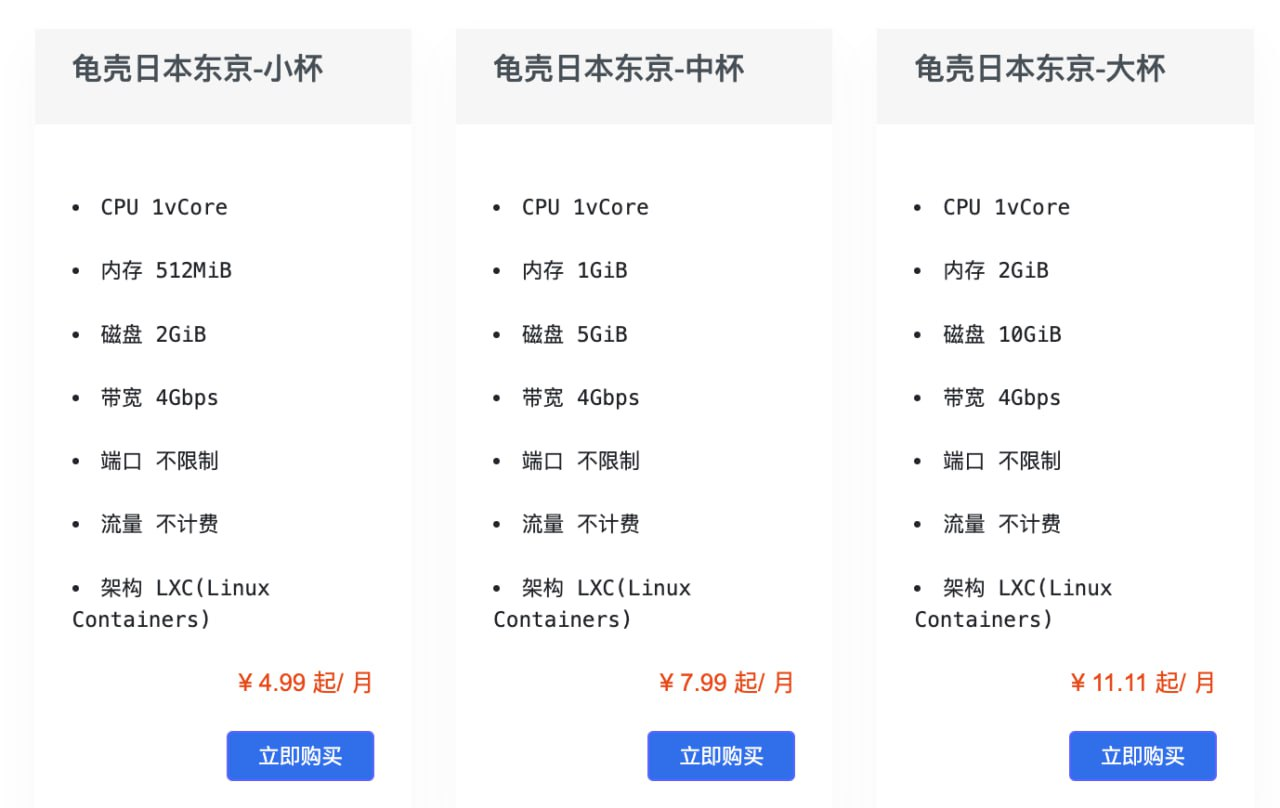 龟壳日本东京-小杯
• CPU 1vCore
• 内存 512MiB
• 磁盘 2GiB
• 带宽 4Gbps
• 端口 不限制
• 流量 不计费
• 架构 LXC(Linux
Containers)
¥ 4.99 起/ 月
立即购买
龟壳日本东京-中杯
• CPU 1vCore
• 内存 1GiB
• 磁盘 5GiB
• 带宽 4Gbps
• 端口 不限制
• 流量 不计费
• 架构 LXC(Linux
Containers)
¥ 7.99 起/ 月
立即购买
龟壳日本东京-大杯
• CPU 1vCore
• 内存 2GiB
• 磁盘 10GiB
• 带宽 4Gbps
• 端口 不限制
• 流量 不计费
• 架构 LXC(Linux
Containers)
¥ 11.11 起/ 月
立即购买